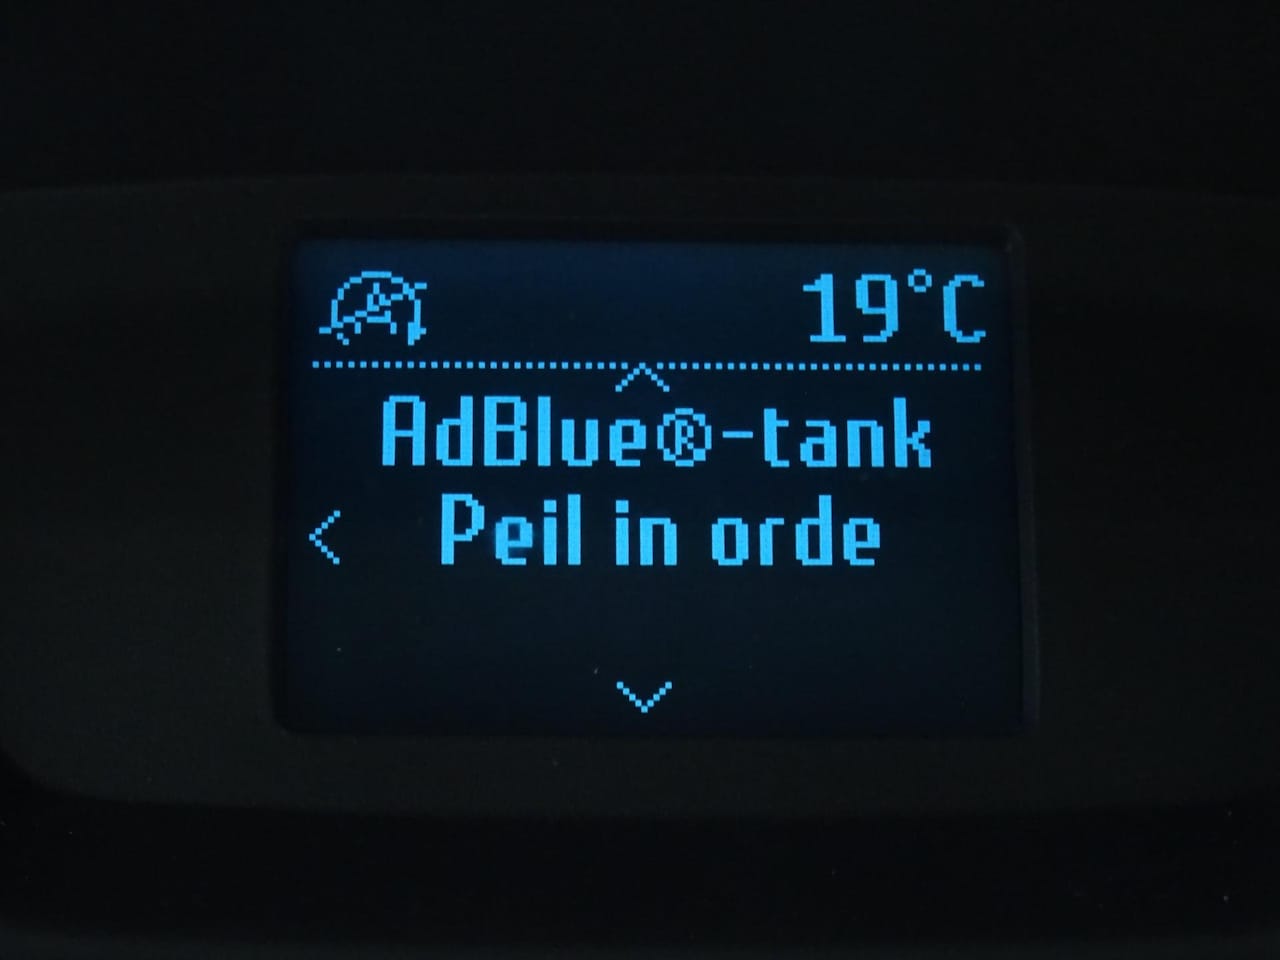 19°C
AdBlue®-tank
Peil in orde